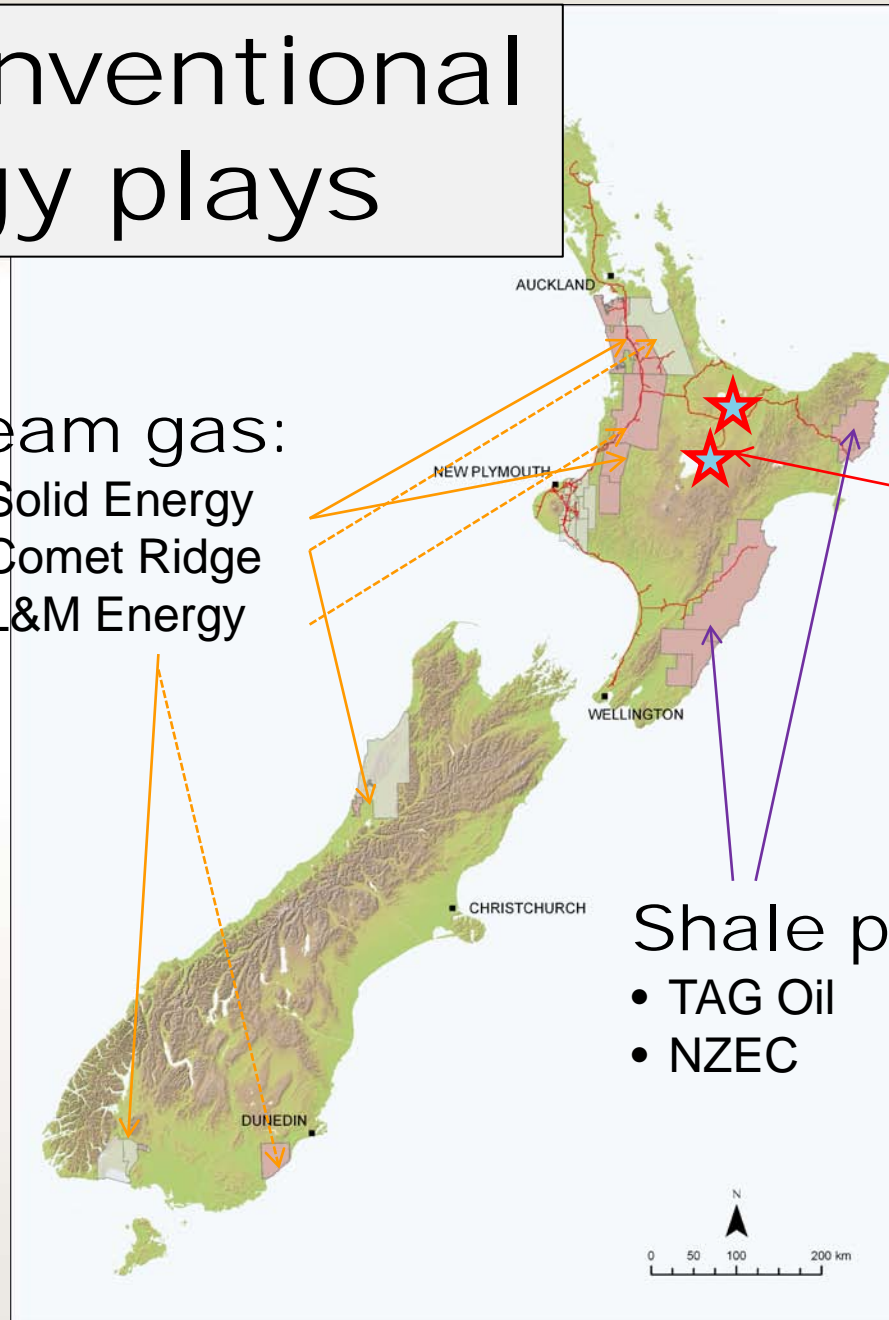 nventional
gy plays
AUCKLAND
eam gas:
Solid Energy
Comet Ridge
L&M Energy
NEW PLYMOUTH
WELLINGTON
CHRISTCHURCH
Shale p
• TAG Oil
• NZEC
DUNEDIN
N
0 50 100 200 km